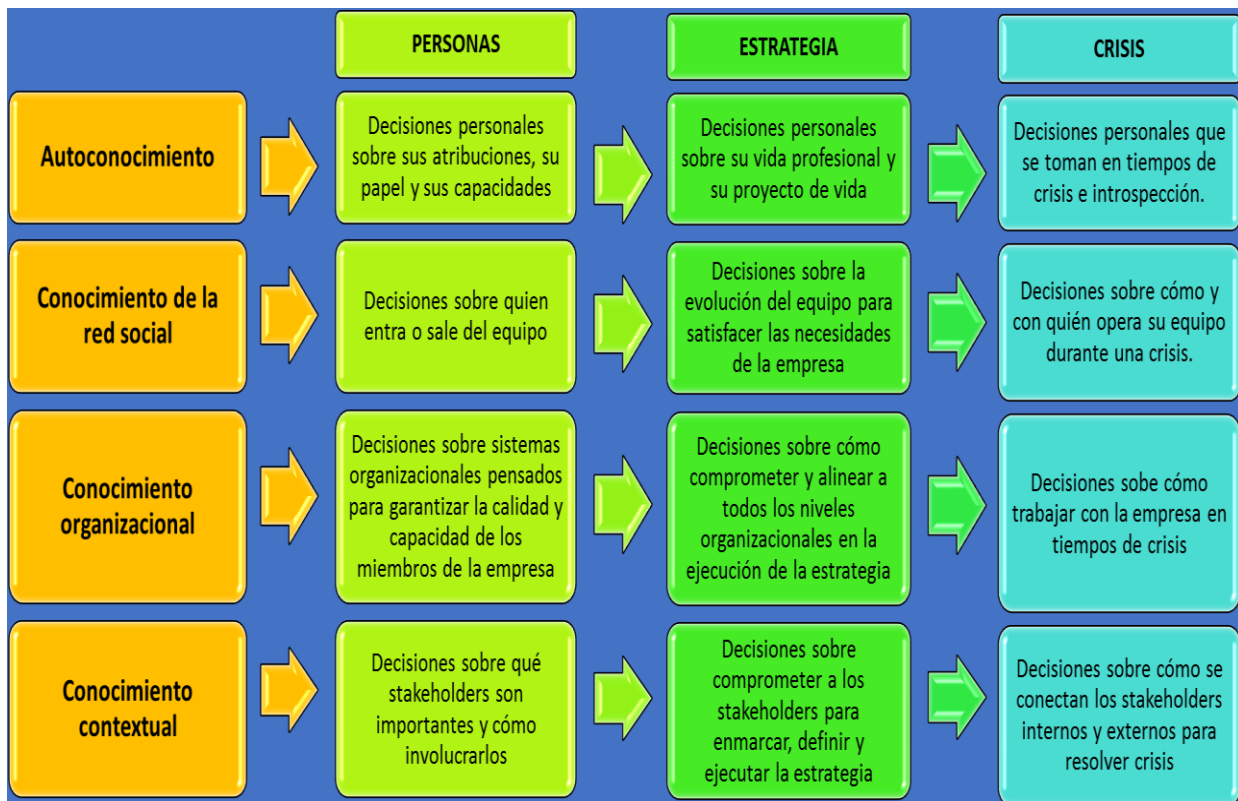 PERSONAS
ESTRATEGIA
CRISIS
Autoconocimiento
Decisiones personales
sobre sus atribuciones, su
papel y sus capacidades
Decisiones personales
sobre su vida profesional y
su proyecto de vida
Decisiones personales que
se toman en tiempos de
crisis e introspección.
Conocimiento de la
red social
Decisiones sobre quien
entra o sale del equipo
Decisiones sobre la
evolución del equipo para
satisfacer las necesidades
de la empresa
Decisiones sobre cómo y
con quién opera su equipo
durante una crisis.
Conocimiento
organizacional
Decisiones sobre sistemas
organizacionales pensados
para garantizar la calidad y
capacidad de los
miembros de la empresa
Decisiones sobre cómo
comprometer y alinear a
todos los niveles
organizacionales en la
ejecución de la estrategia
Decisiones sobe cómo
trabajar con la empresa en
tiempos de crisis
Conocimiento
contextual
Decisiones sobre qué
stakeholders son
importantes y cómo
involucrarlos
Decisiones sobre
comprometer a los
stakeholders para
enmarcar, definir y
ejecutar la estrategia
Decisiones sobre cómo se
conectan los stakeholders
internos y externos para
resolver crisis